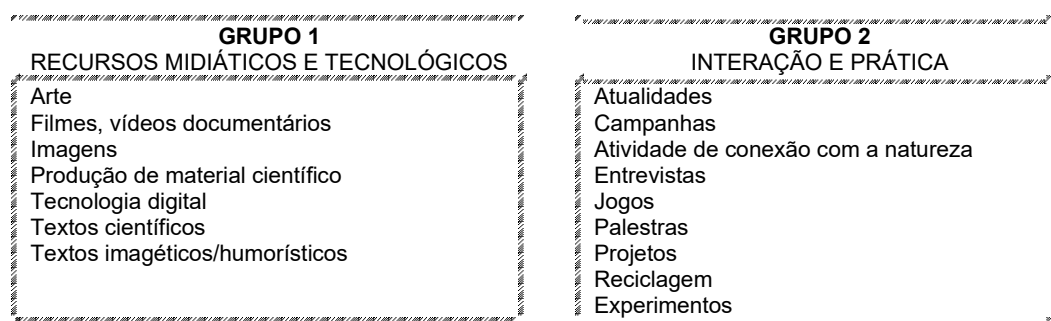 GRUPO 1
RECURSOS MIDIÁTICOS E TECNOLÓGICOS
Arte
Filmes, vídeos documentários
Imagens
Produção de material científico
Tecnologia digital
Textos científicos
Textos imagéticos/humorísticos
GRUPO 2
INTERAÇÃO E PRÁTICA
Atualidades
Campanhas
Atividade de conexão com a natureza
Entrevistas
Jogos
Palestras
Projetos
Reciclagem
Experimentos